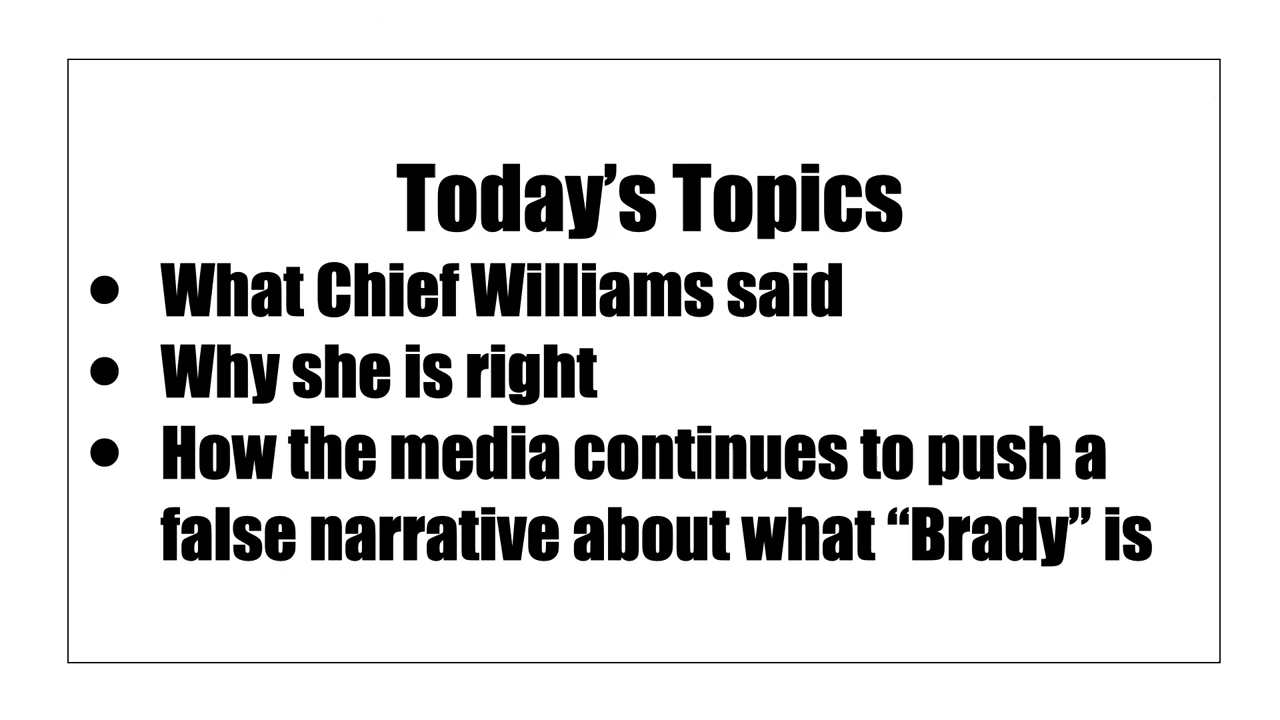 Today’s Topics
● What Chief Williams said
● Why she is right
● How the media continues to push a
false narrative about what “Brady” is